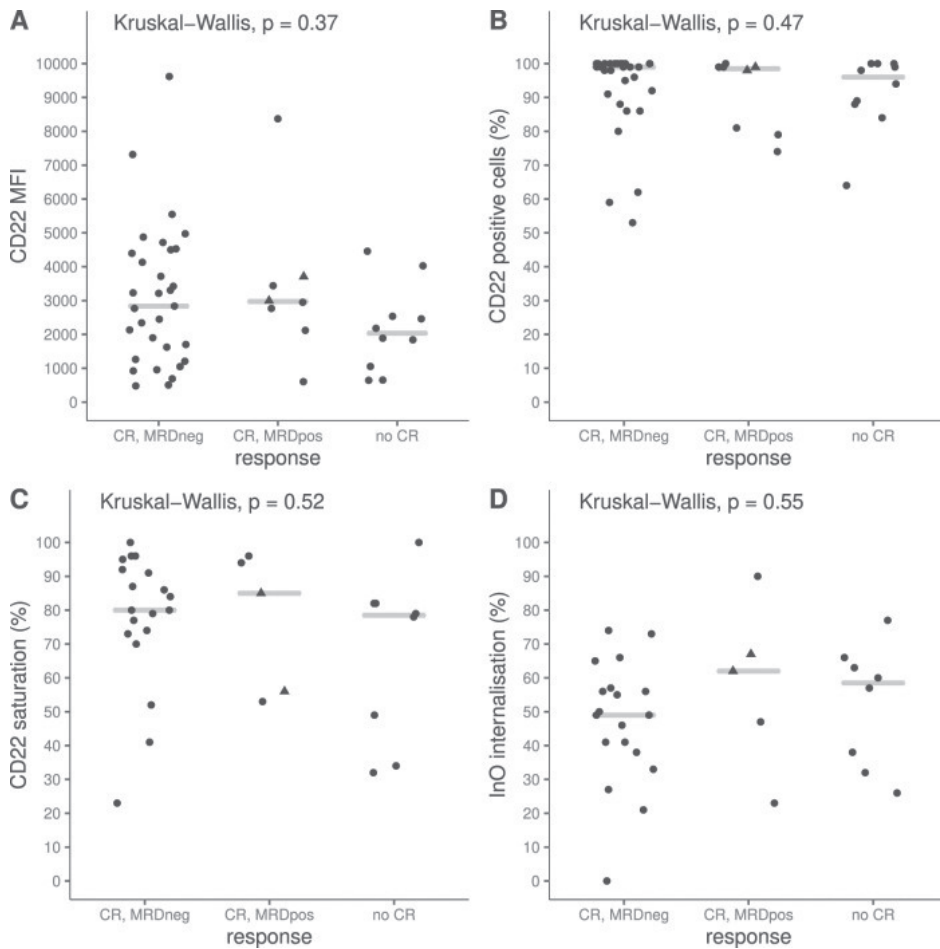 A
Kruskal–Wallis, p = 0.37
CD22 MFI
10000
9000
8000
7000
6000
5000
4000
3000
2000
1000
0
CR, MRDneg
CR, MRDpos
no CR
response
B
Kruskal–Wallis, p = 0.47
CD22 positive cells (%)
100
90
80
70
60
50
40
30
20
10
0
CR, MRDneg
CR, MRDpos
no CR
response
C
Kruskal–Wallis, p = 0.52
CD22 saturation (%)
100
90
80
70
60
50
40
30
20
10
0
CR, MRDneg
CR, MRDpos
no CR
response
D
Kruskal–Wallis, p = 0.55
InO internalisation (%)
100
90
80
70
60
50
40
30
20
10
0
CR, MRDneg
CR, MRDpos
no CR
response